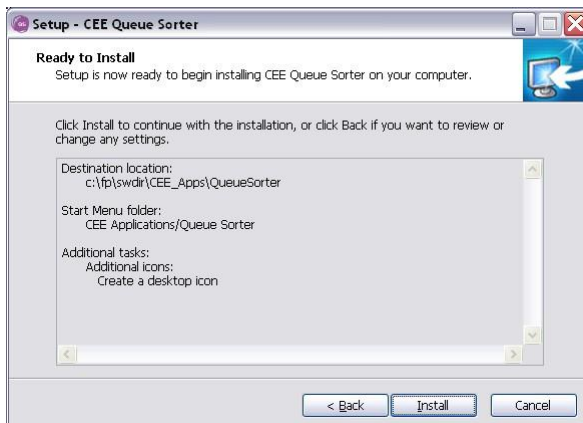 Setup - CEE Queue Sorter
Ready to Install
Setup is now ready to begin installing CEE Queue Sorter on your computer.
Click Install to continue with the installation, or click Back if you want to review or
change any settings.
Destination location:
c:\fp\swdir\CEE_Apps\QueueSorter
Start Menu folder:
CEE Applications/Queue Sorter
Additional tasks:
Additional icons:
Create a desktop icon
< Back Install Cancel